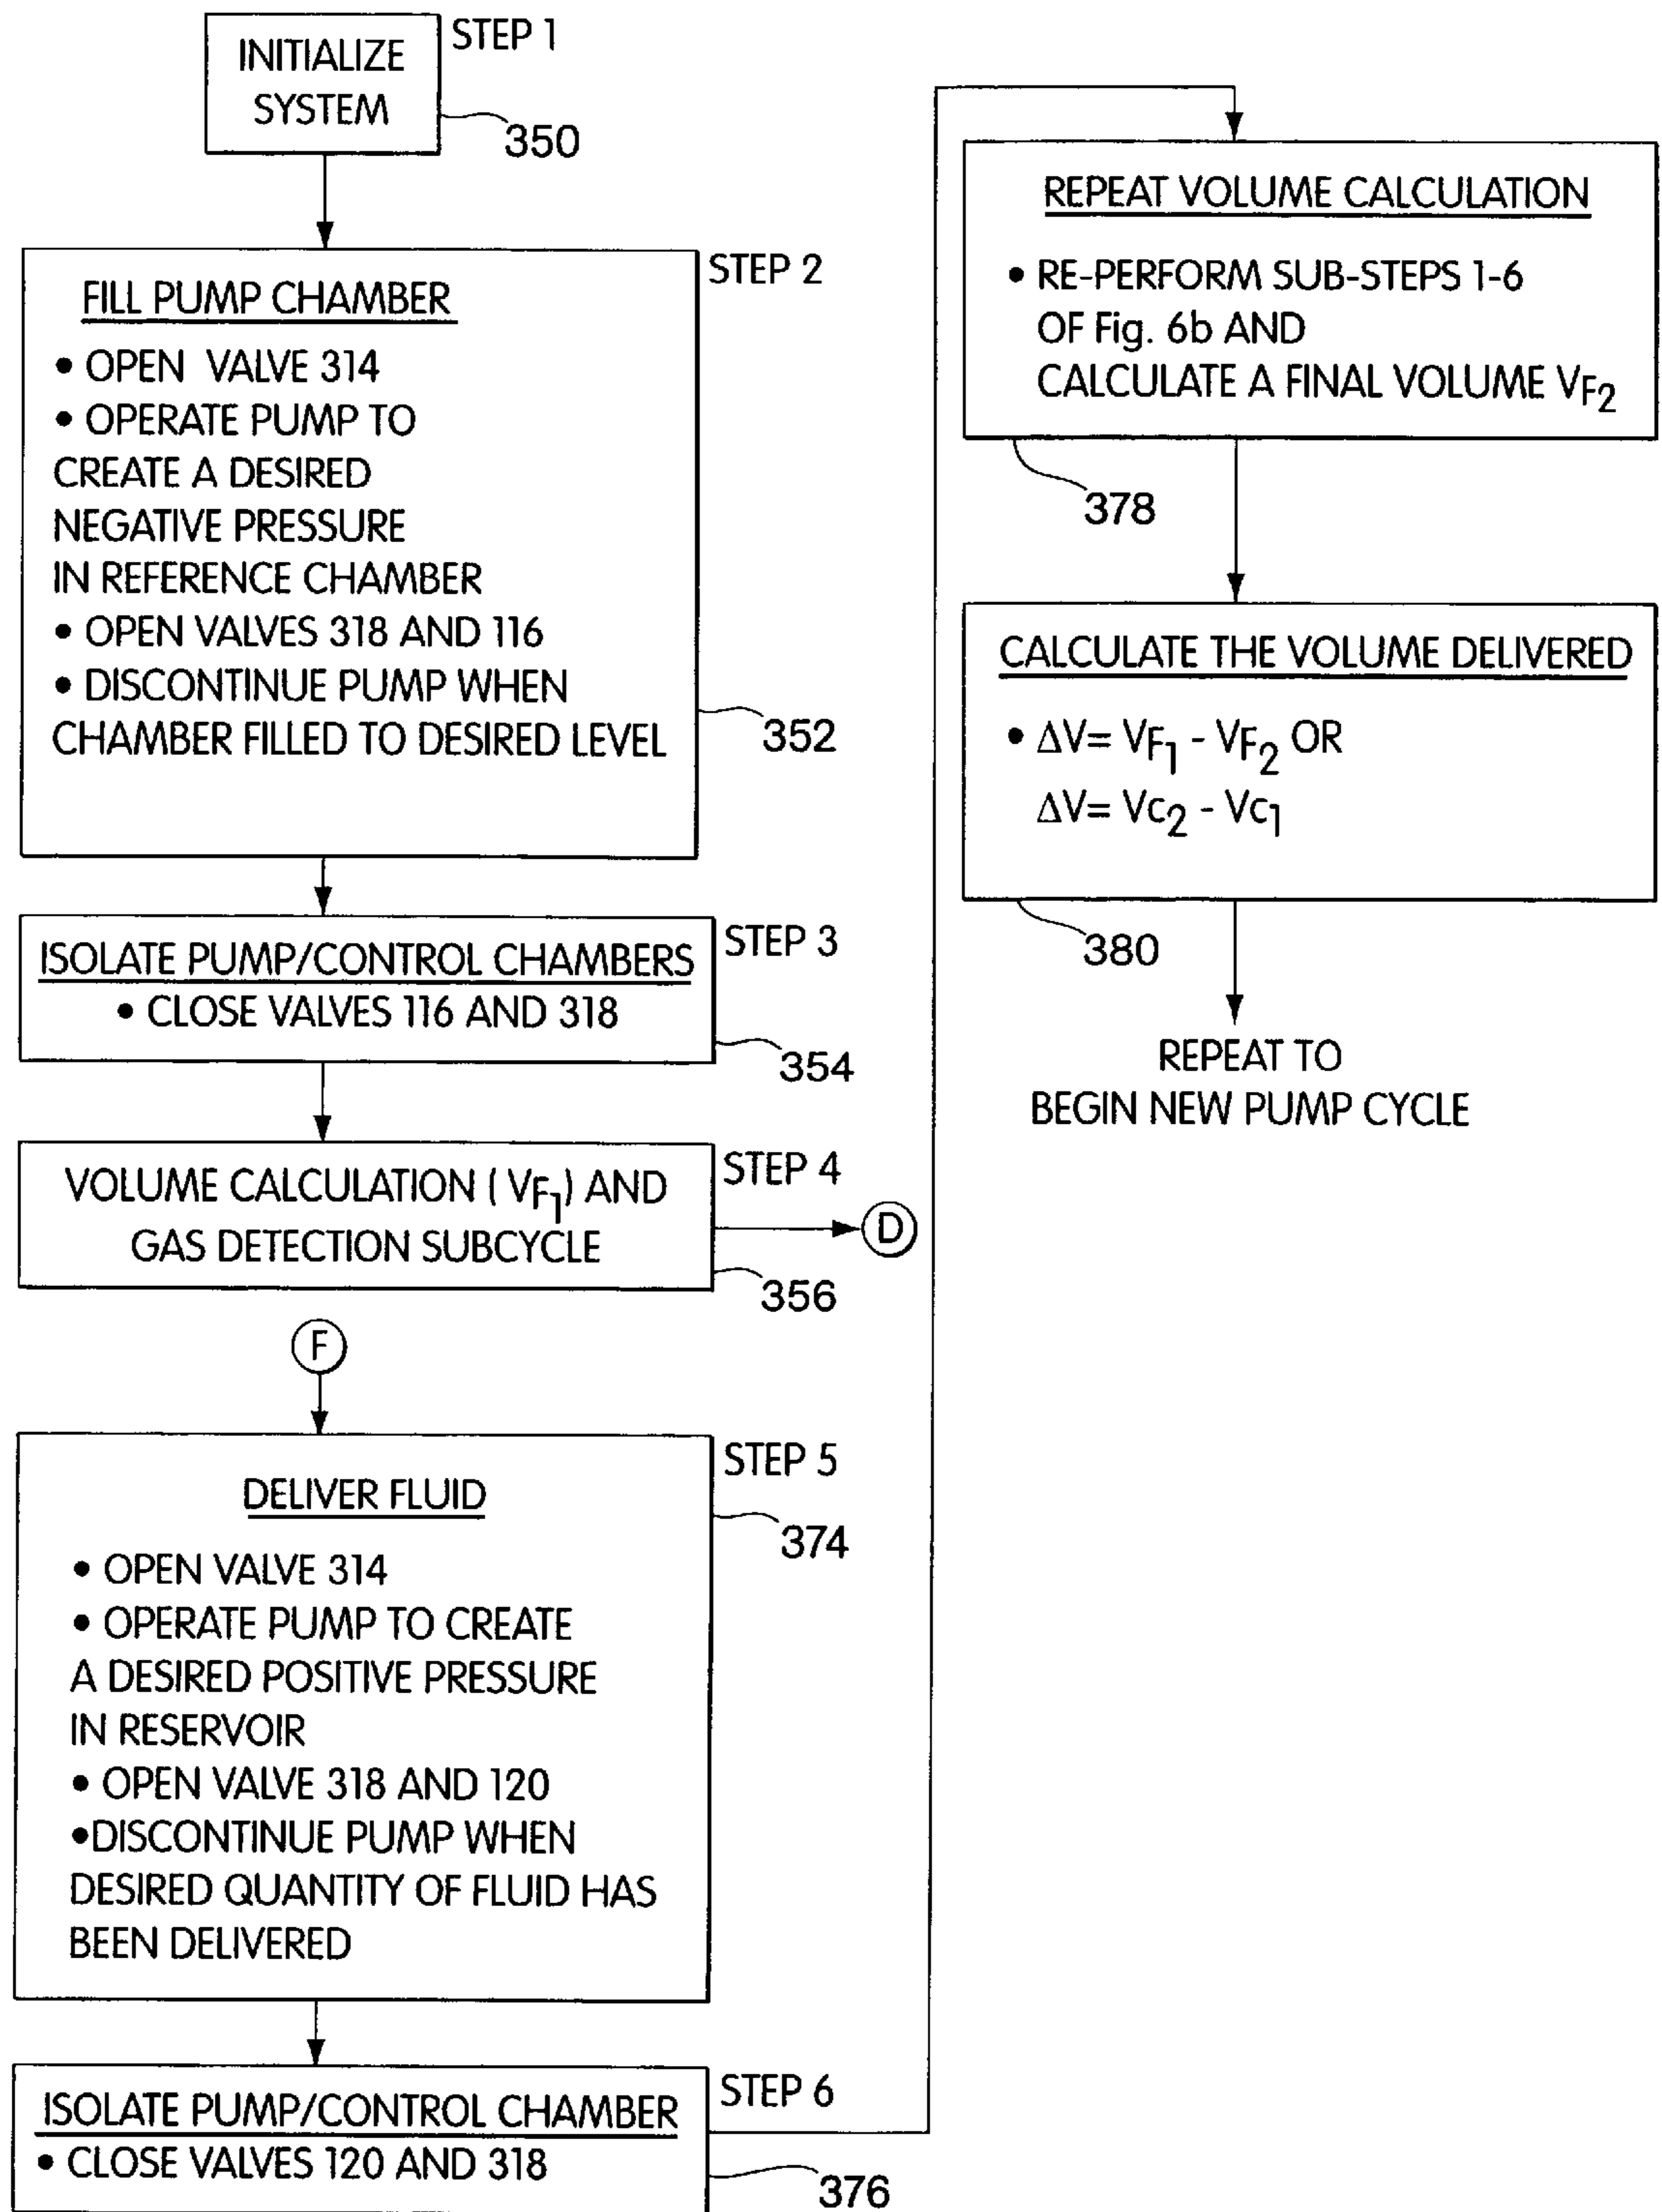 INITIALIZE
SYSTEM
STEP 1
350
FILL PUMP CHAMBER
• OPEN VALVE 314
• OPERATE PUMP TO
CREATE A DESIRED
NEGATIVE PRESSURE
IN REFERENCE CHAMBER
• OPEN VALVES 318 AND 116
• DISCONTINUE PUMP WHEN
CHAMBER FILLED TO DESIRED LEVEL
STEP 2
352
ISOLATE PUMP/CONTROL CHAMBERS
• CLOSE VALVES 116 AND 318
STEP 3
354
VOLUME CALCULATION ( VF1) AND
GAS DETECTION SUBCYCLE
STEP 4
356
D
F
DELIVER FLUID
• OPEN VALVE 314
• OPERATE PUMP TO CREATE
A DESIRED POSITIVE PRESSURE
IN RESERVOIR
• OPEN VALVE 318 AND 120
•DISCONTINUE PUMP WHEN
DESIRED QUANTITY OF FLUID HAS
BEEN DELIVERED
STEP 5
374
ISOLATE PUMP/CONTROL CHAMBER
• CLOSE VALVES 120 AND 318
STEP 6
376
REPEAT VOLUME CALCULATION
• RE-PERFORM SUB-STEPS 1-6
OF Fig. 6b AND
CALCULATE A FINAL VOLUME VF2
378
CALCULATE THE VOLUME DELIVERED
• ΔV= VF1 - VF2 OR
ΔV= Vc2 - Vc1
380
REPEAT TO
BEGIN NEW PUMP CYCLE